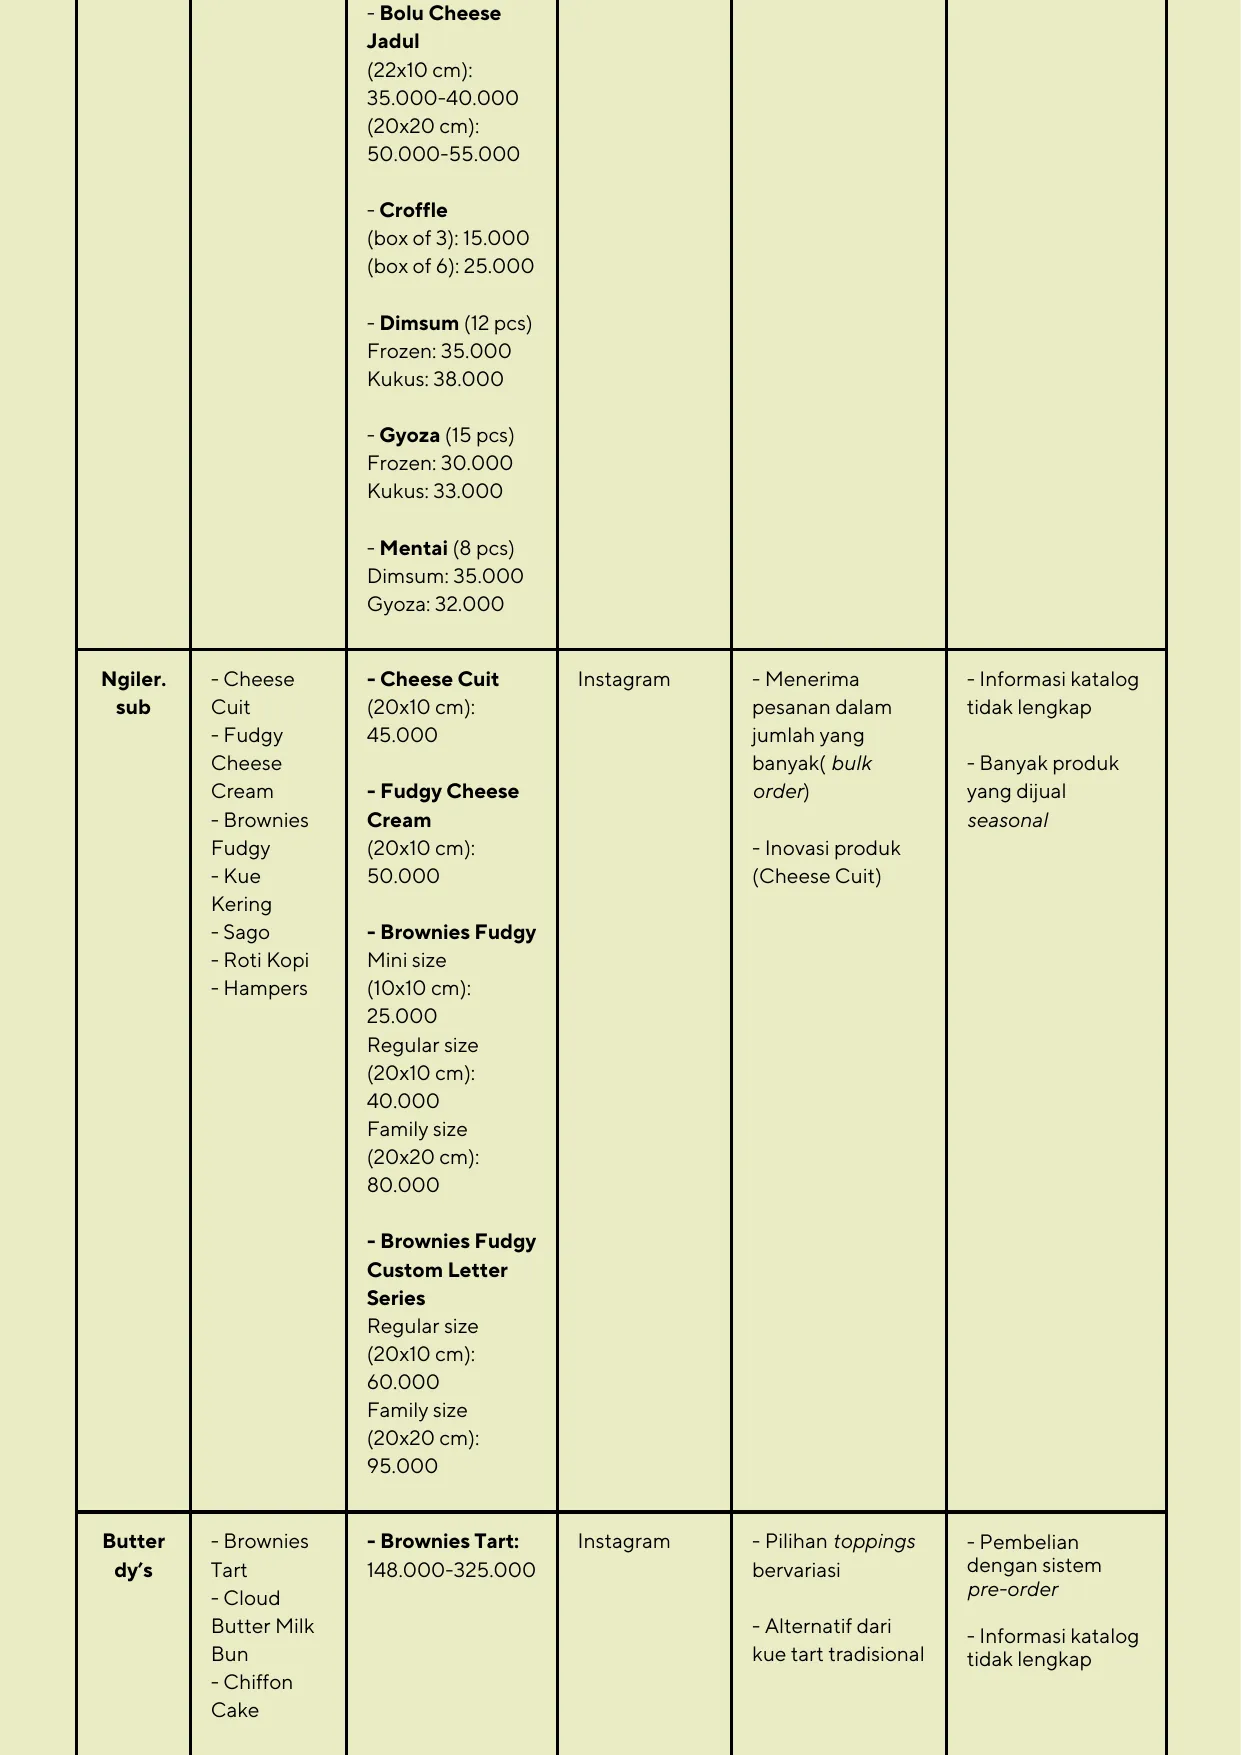 - Bolu Cheese
Jadul
(22x10 cm):
35.000-40.000
(20x20 cm):
50.000-55.000
- Croffle
(box of 3): 15.000
(box of 6): 25.000
- Dimsum (12 pcs)
Frozen: 35.000
Kukus: 38.000
- Gyoza (15 pcs)
Frozen: 30.000
Kukus: 33.000
- Mentai (8 pcs)
Dimsum: 35.000
Gyoza: 32.000
Ngiler.
sub
- Cheese
Cuit
- Fudgy
Cheese
Cream
- Brownies
Fudgy
- Kue
Kering
- Sago
- Roti Kopi
- Hampers
- Cheese Cuit
(20x10 cm):
45.000
- Fudgy Cheese
Cream
(20x10 cm):
50.000
- Brownies Fudgy
Mini size
(10x10 cm):
25.000
Regular size
(20x10 cm):
40.000
Family size
(20x20 cm):
80.000
- Brownies Fudgy
Custom Letter
Series
Regular size
(20x10 cm):
60.000
Family size
(20x20 cm):
95.000
Instagram
- Menerima
pesanan dalam
jumlah yang
banyak( bulk
order)
- Inovasi produk
(Cheese Cuit)
- Informasi katalog
tidak lengkap
- Banyak produk
yang dijual
seasonal
Butter
dy's
- Brownies
Tart
- Cloud
Butter Milk
Bun
- Chiffon
Cake
- Brownies Tart:
148.000-325.000
Instagram
- Pilihan toppings
bervariasi
- Alternatif dari
kue tart tradisional
- Pembelian
dengan sistem
pre-order
- Informasi katalog
tidak lengkap